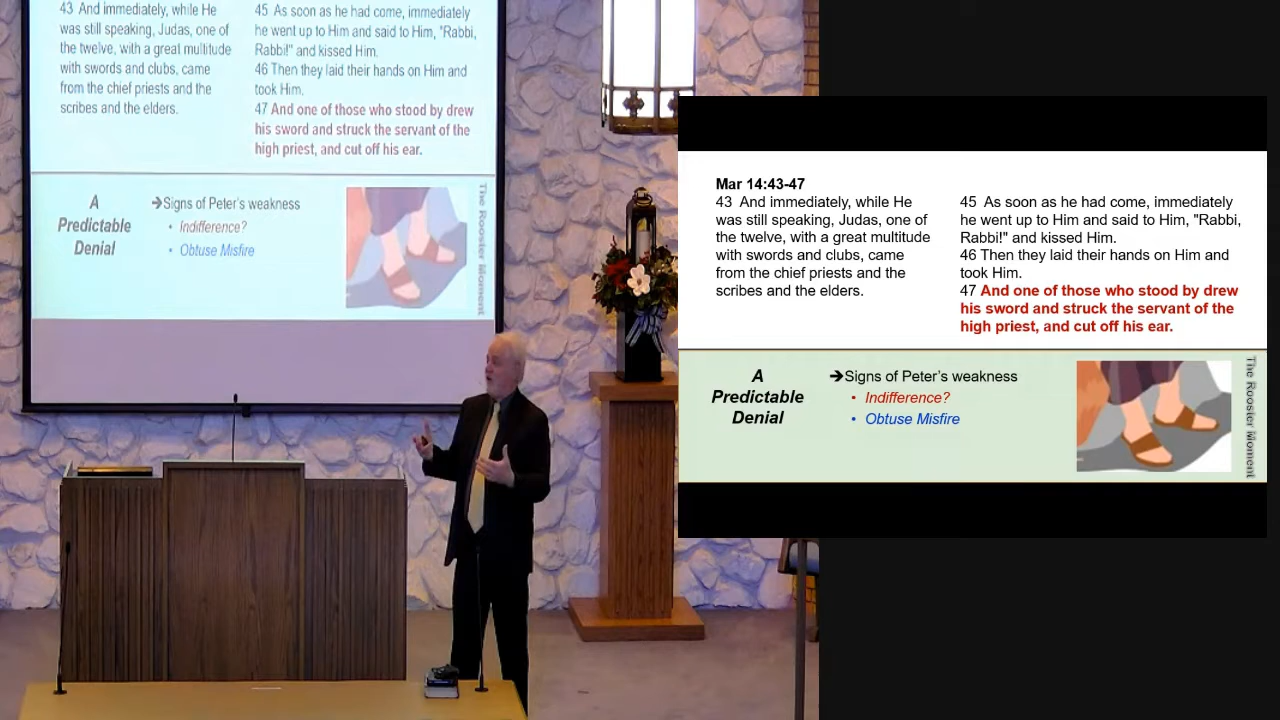 43 And immediately, while He
was still speaking, Judas, one of
the twelve, with a great multitude
with swords and clubs, came
from the chief priests and the
scribes and the elders.
45 As soon as he had come, immediately
he went up to Him and said to Him, "Rabbi,
Rabbi!" and kissed Him.
46 Then they laid their hands on Him and
took Him.
47 And one of those who stood by drew
his sword and struck the servant of the
high priest, and cut off his ear.
A
Predictable
Denial
➔Signs of Peter's weakness
• Indifference?
• Obtuse Misfire
The Rooster Moment
Mar 14:43-47
43 And immediately, while He
was still speaking, Judas, one of
the twelve, with a great multitude
with swords and clubs, came
from the chief priests and the
scribes and the elders.
45 As soon as he had come, immediately
he went up to Him and said to Him, "Rabbi,
Rabbi!" and kissed Him.
46 Then they laid their hands on Him and
took Him.
47 And one of those who stood by drew
his sword and struck the servant of the
high priest, and cut off his ear.
A
Predictable
Denial
➔Signs of Peter's weakness
• Indifference?
• Obtuse Misfire
The Rooster Moment